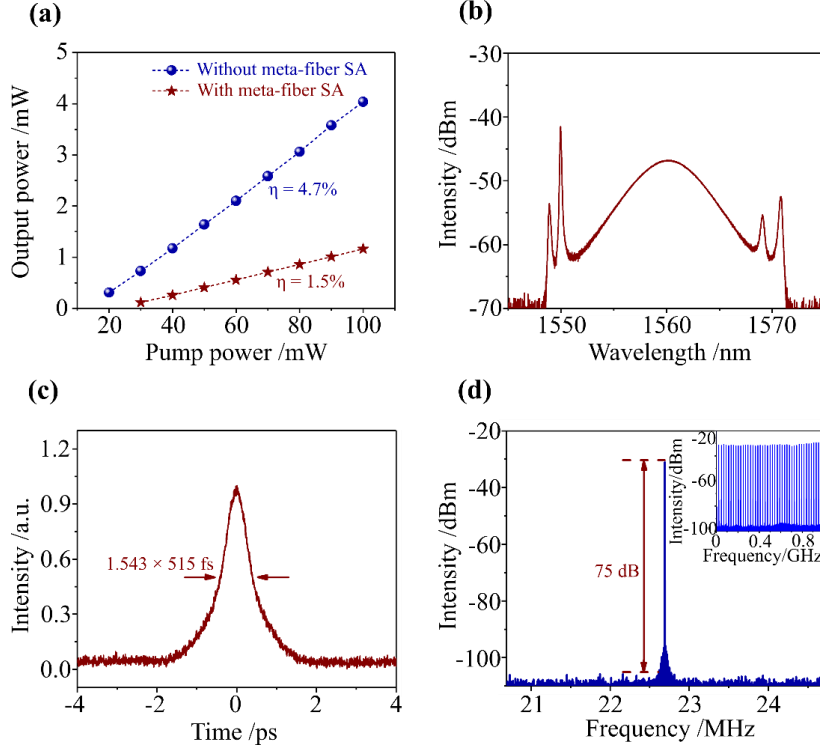 (a)
5
4
3
2
1
0
Output power /mW
Without meta-fiber SA
With meta-fiber SA
η = 4.7%
η = 1.5%
20 40 60 80 100
Pump power /mW
(b)
-30
-40
-50
-60
-70
Intensity /dBm
1550 1560 1570
Wavelength /nm
(c)
1.2
0.9
0.6
0.3
0.0
Intensity /a.u.
1.543 × 515 fs
-4 -2 0 2 4
Time /ps
(d)
-20
-40
-60
-80
-100
Intensity /dBm
75 dB
21 22 23 24
Frequency /MHz
-20
-60
-100
Intensity/dBm
0 0.4 0.8
Frequency/GHz